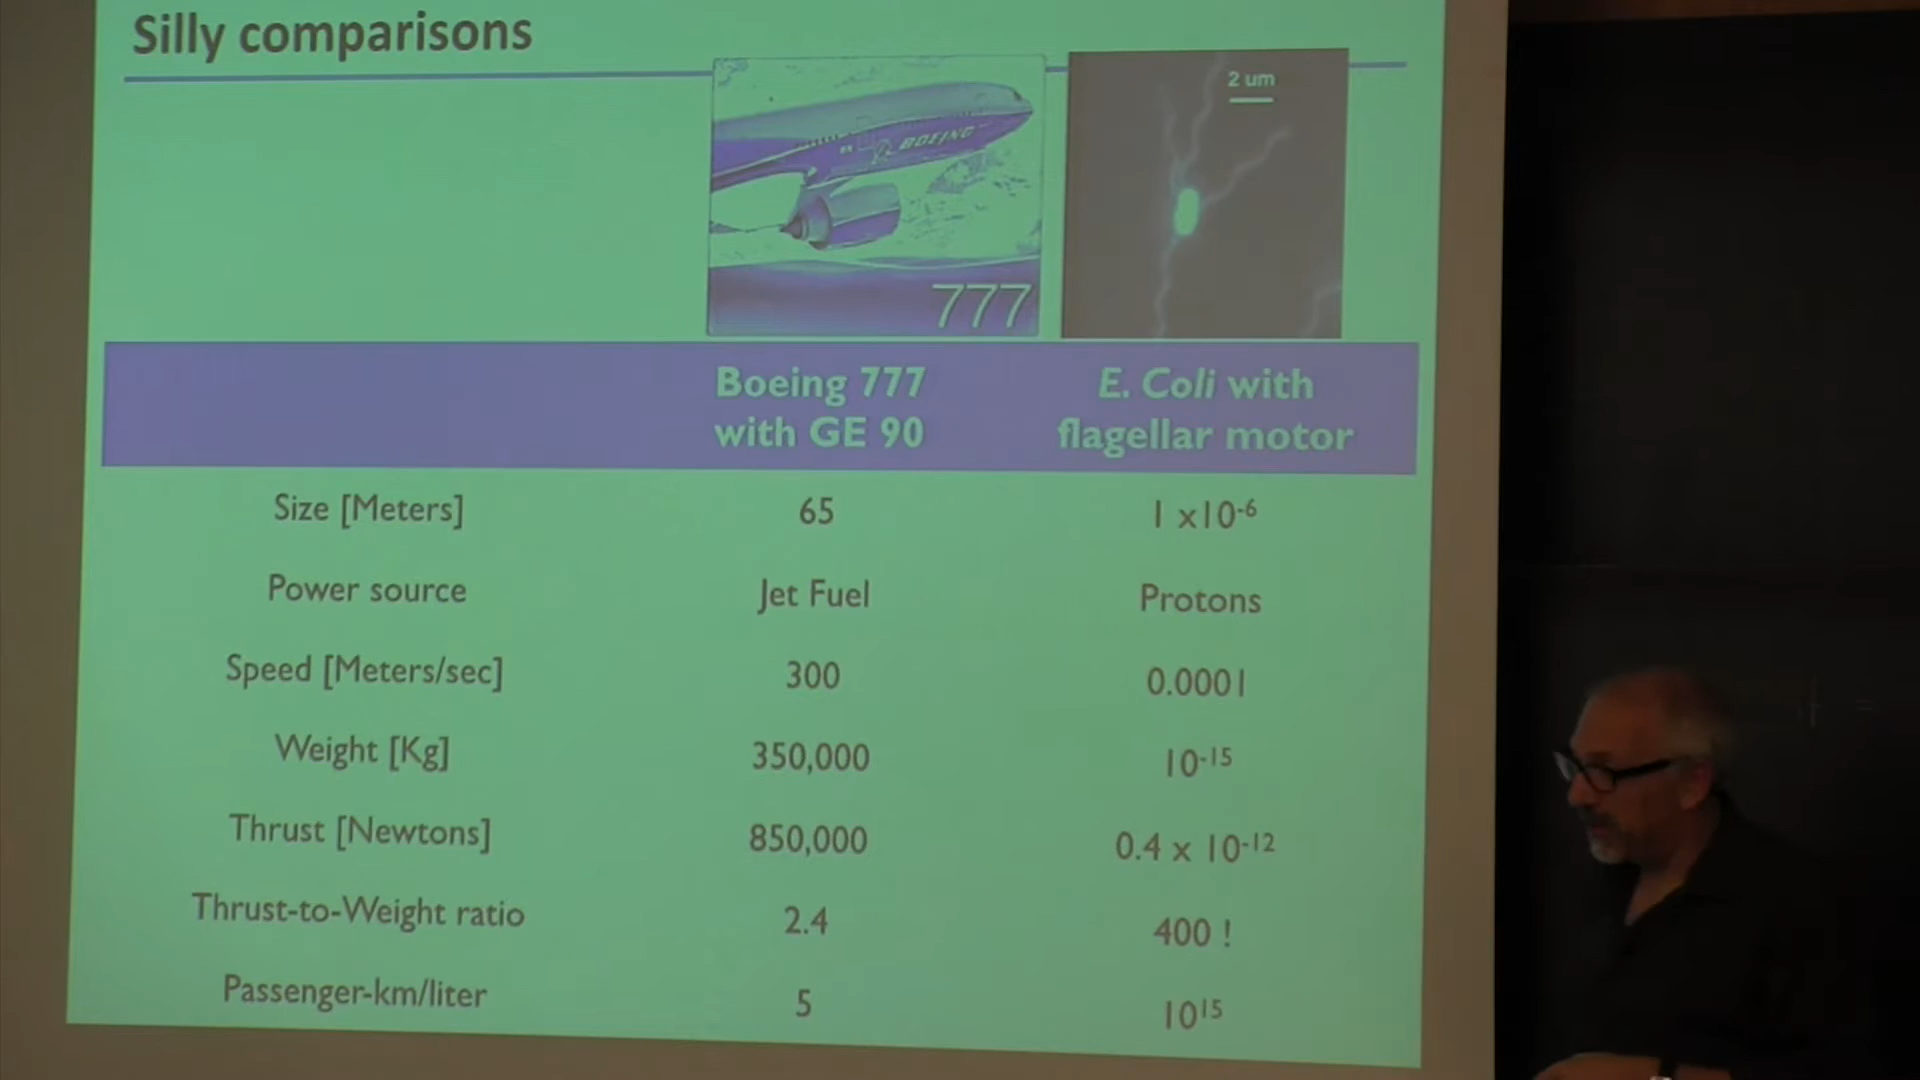 Silly comparisons
BOEING
777
2 um
Boeing 777 with GE 90
E. Coli with flagellar motor
Size [Meters] 65 1 x10-6
Power source Jet Fuel Protons
Speed [Meters/sec] 300 0.0001
Weight [Kg] 350,000 10-15
Thrust [Newtons] 850,000 0.4 x 10-12
Thrust-to-Weight ratio 2.4 400 !
Passenger-km/liter 5 1015